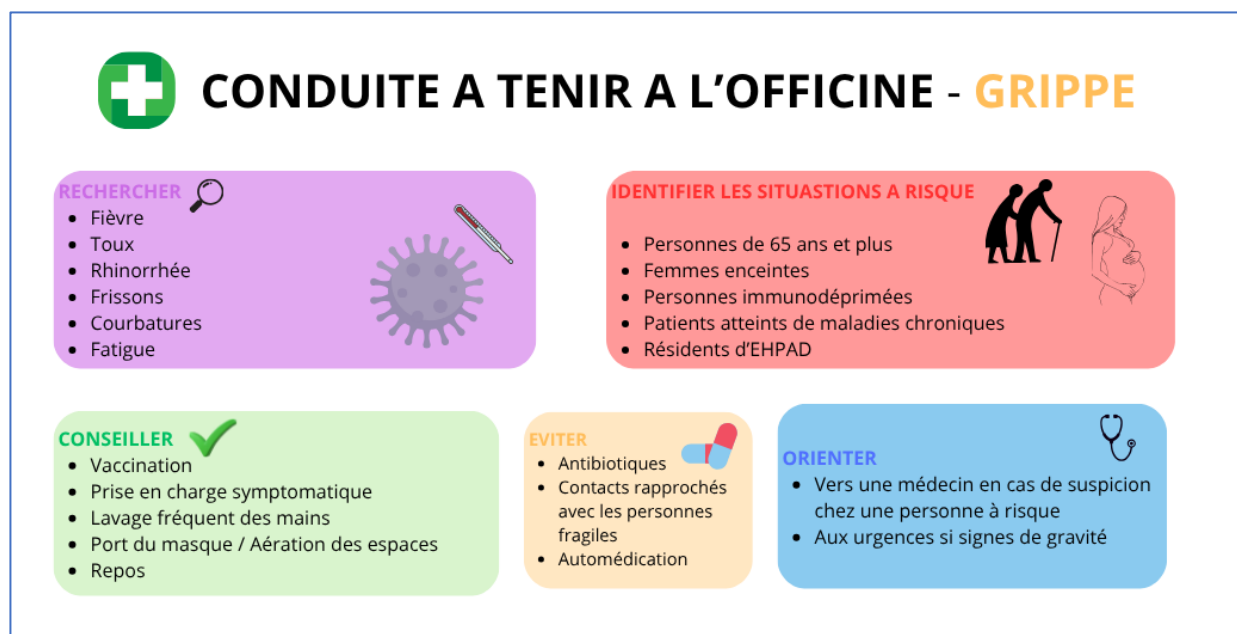 CONDUITE A TENIR A L’OFFICINE - GRIPPE
RECHERCHER
• Fièvre
• Toux
• Rhinorrhée
• Frissons
• Courbatures
• Fatigue
IDENTIFIER LES SITUASTIONS A RISQUE
• Personnes de 65 ans et plus
• Femmes enceintes
• Personnes immunodéprimées
• Patients atteints de maladies chroniques
• Résidents d’EHPAD
CONSEILLER
• Vaccination
• Prise en charge symptomatique
• Lavage fréquent des mains
• Port du masque / Aération des espaces
• Repos
EVITER
• Antibiotiques
• Contacts rapprochés
avec les personnes
fragiles
• Automédication
ORIENTER
• Vers une médecin en cas de suspicion
chez une personne à risque
• Aux urgences si signes de gravité